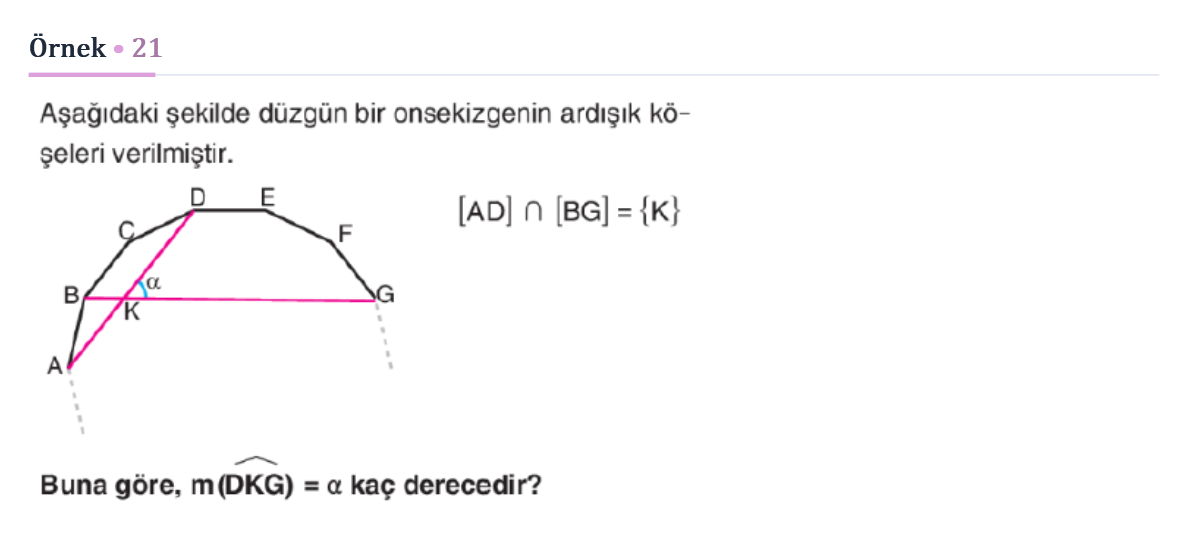 Örnek • 21
Aşağıdaki şekilde düzgün bir onsekizgenin ardışık kö-
şeleri verilmiştir.
D E
C F
[AD] ∩ [BG] = {K}
α
B G
K
A
Buna göre, m(DKG) = α kaç derecedir?